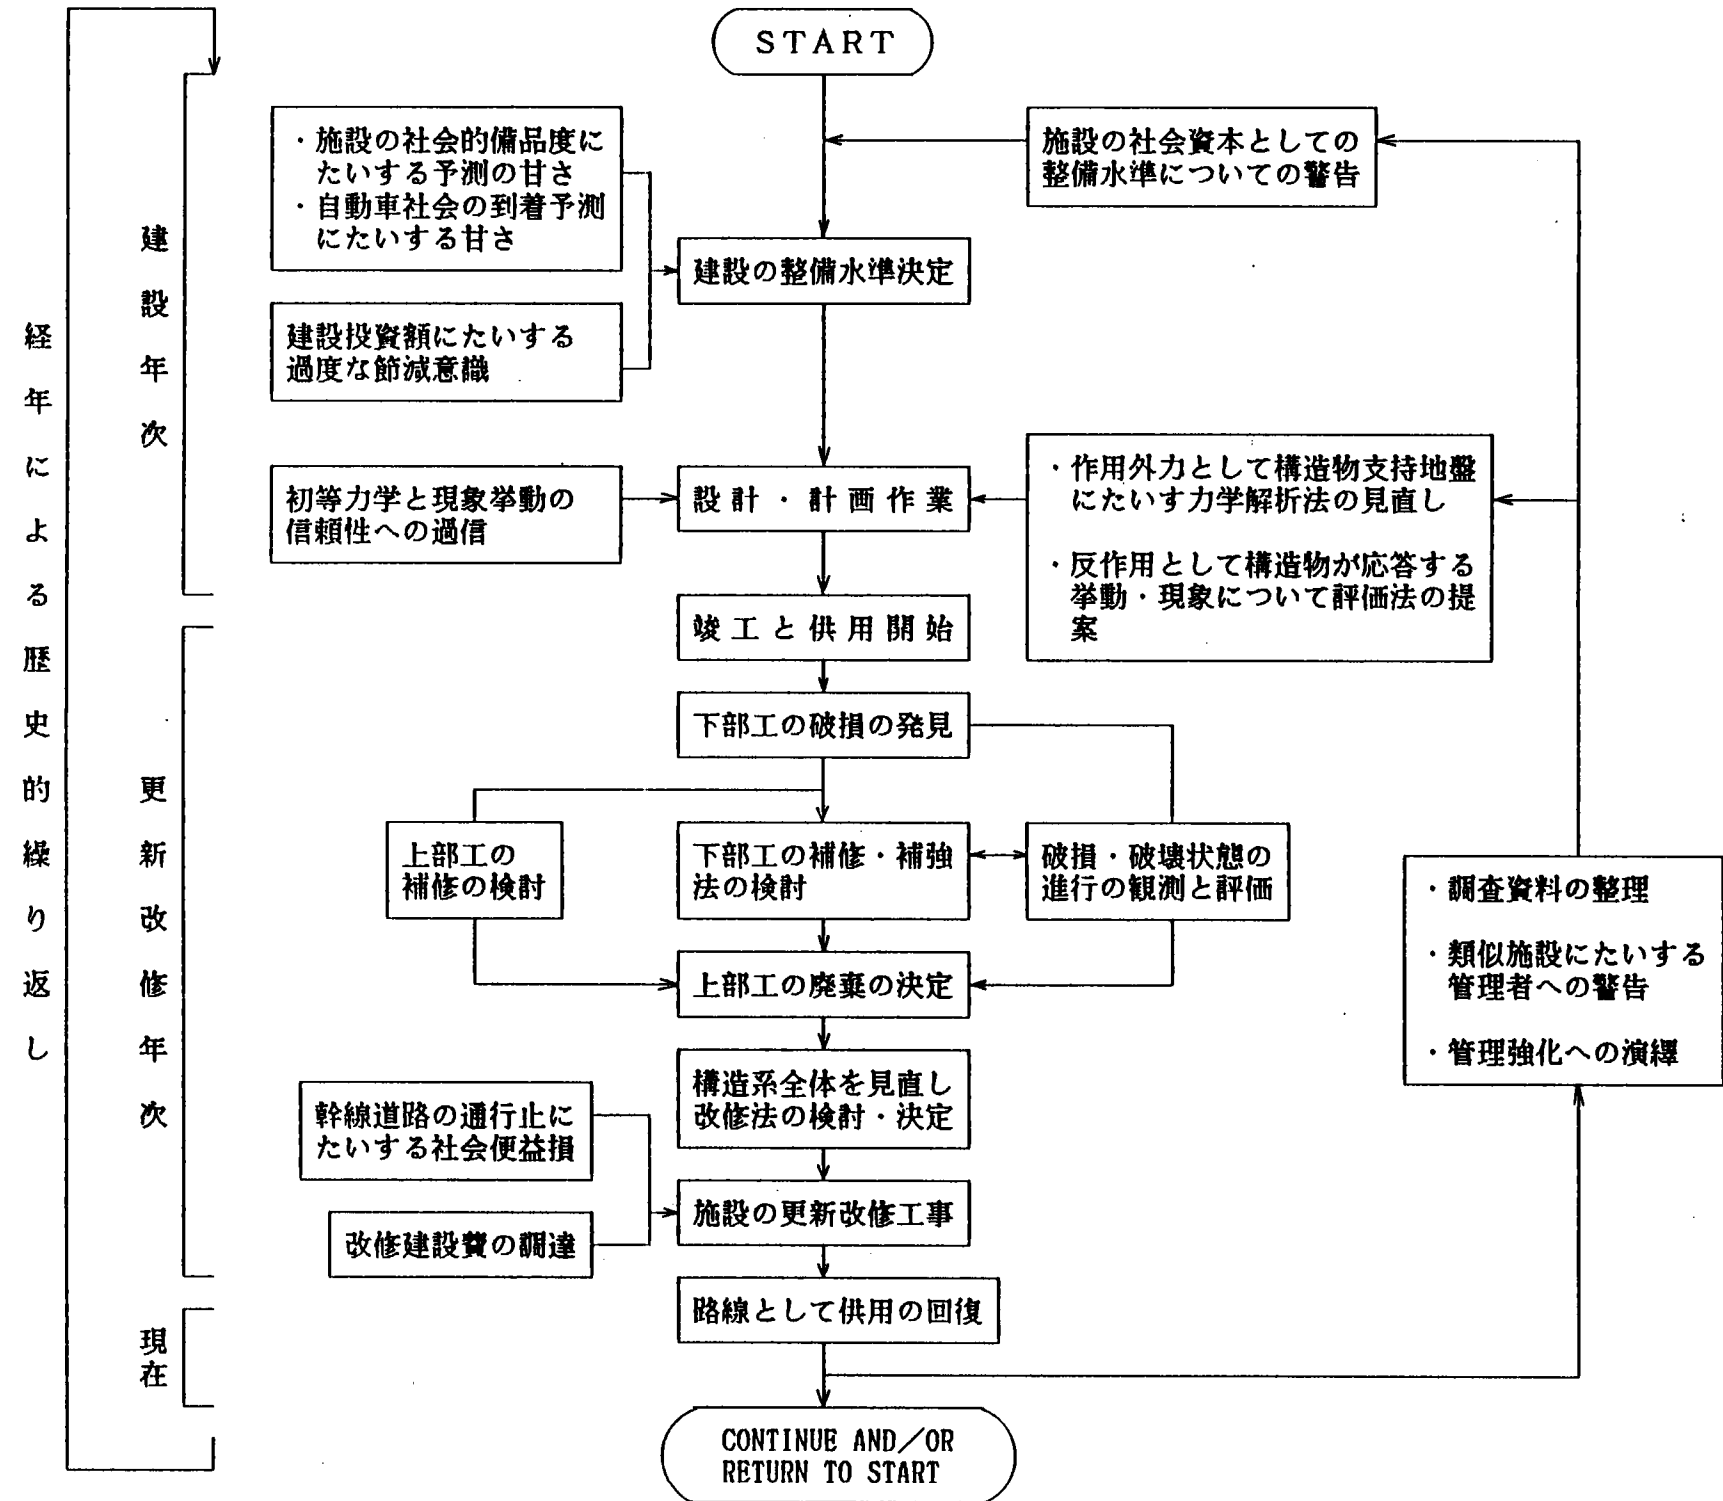 START
・施設の社会的備品度に
たいする予測の甘さ
・自動車社会の到着予測
にたいする甘さ
施設の社会資本としての
整備水準についての警告
建設の整備水準決定
建設投資額にたいする
過度な節減意識
初等力学と現象挙動の
信頼性への過信
設計・計画作業
・作用外力として構造物支持地盤
にたいす力学解析法の見直し
・反作用として構造物が応答する
挙動・現象について評価法の提
案
竣工と供用開始
下部工の破損の発見
上部工の
補修の検討
下部工の補修・補強
法の検討
破損・破壊状態の
進行の観測と評価
上部工の廃棄の決定
・調査資料の整理
・類似施設にたいする
管理者への警告
・管理強化への演繹
構造系全体を見直し
改修法の検討・決定
幹線道路の通行止に
たいする社会便益損
改修建設費の調達
施設の更新改修工事
路線として供用の回復
CONTINUE AND/OR
RETURN TO START
建設年次
更新改修年次
現在
経年による歴史的繰り返し